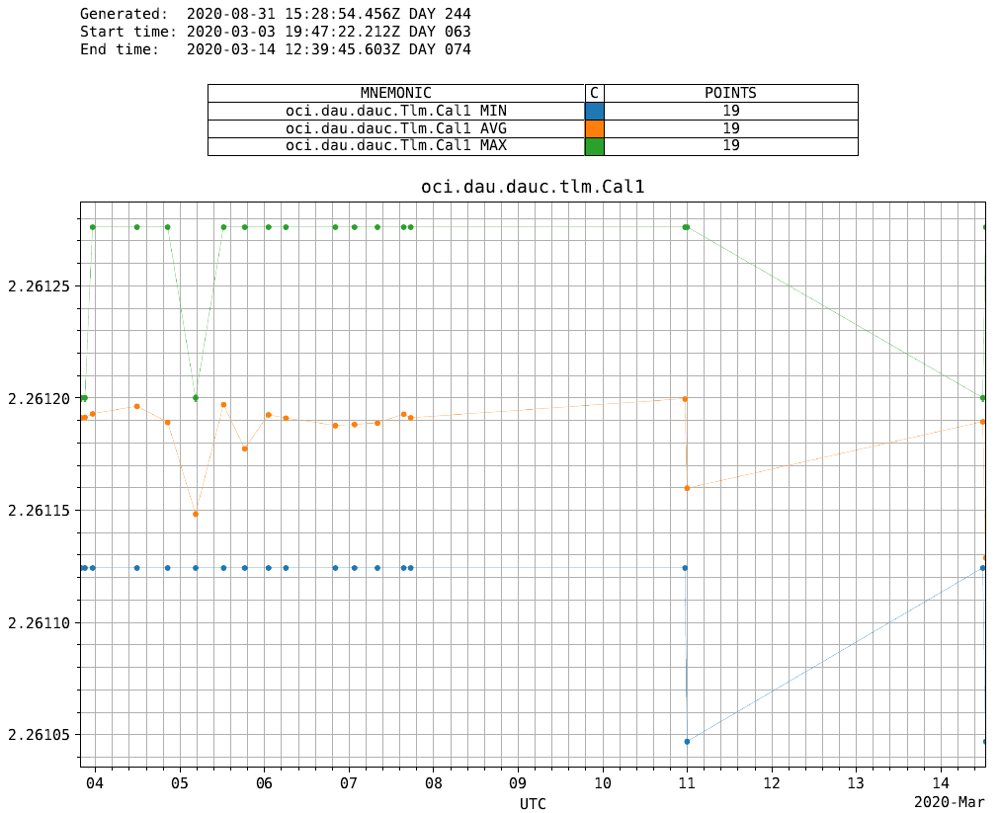 Generated:  2020-08-31 15:28:54.456Z DAY 244
Start time: 2020-03-03 19:47:22.212Z DAY 063
End time:   2020-03-14 12:39:45.603Z DAY 074
MNEMONIC C POINTS
oci.dau.dauc.Tlm.Cal1 MIN 19
oci.dau.dauc.Tlm.Cal1 AVG 19
oci.dau.dauc.Tlm.Cal1 MAX 19
oci.dau.dauc.tlm.Cal1
2.26125
2.26120
2.26115
2.26110
2.26105
04 05 06 07 08 09 10 11 12 13 14
UTC
2020-Mar